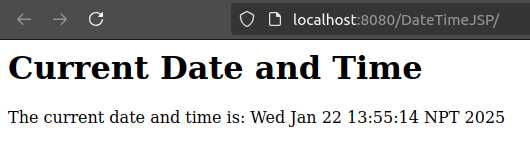 localhost:8080/DateTimeJSP/
Current Date and Time
The current date and time is: Wed Jan 22 13:55:14 NPT 2025